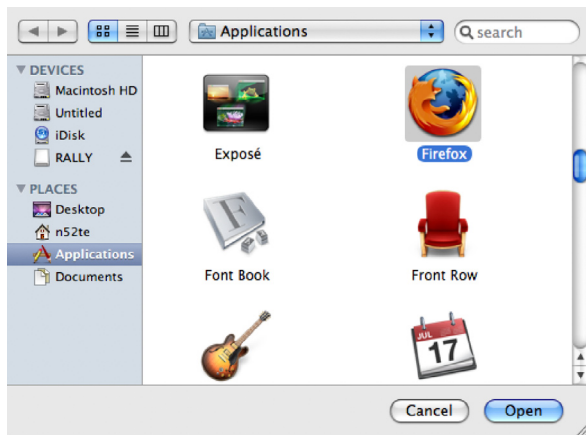 Applications
search
DEVICES
Macintosh HD
Untitled
iDisk
RALLY
PLACES
Desktop
n52te
Applications
Documents
Exposé
Firefox
F
Font Book
Front Row
JUL
17
Cancel
Open